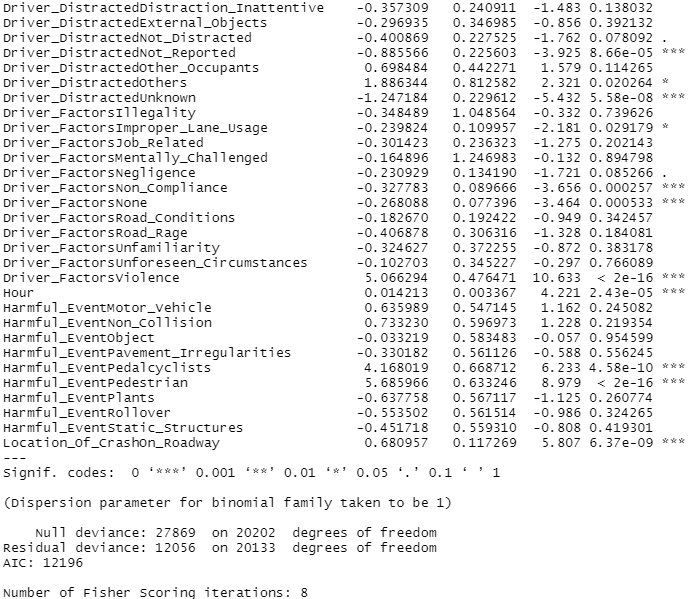 Driver_DistractedDistraction_Inattentive -0.357309 0.240911 -1.483 0.138032
Driver_DistractedExternal_Objects -0.296935 0.346985 -0.856 0.392132
Driver_DistractedNot_Distracted -0.400869 0.227525 -1.762 0.078092 .
Driver_DistractedNot_Reported -0.885566 0.225603 -3.925 8.66e-05 ***
Driver_DistractedOther_Occupants 0.698484 0.442271 1.579 0.114265
Driver_DistractedOthers 1.886344 0.812582 2.321 0.020264 *
Driver_DistractedUnknown -1.247184 0.229612 -5.432 5.58e-08 ***
Driver_FactorsIllegality -0.348489 1.048564 -0.332 0.739626
Driver_FactorsImproper_Lane_Usage -0.239824 0.109957 -2.181 0.029179 *
Driver_FactorsJob_Related -0.301423 0.236323 -1.275 0.202143
Driver_FactorsMentally_Challenged -0.164896 1.246983 -0.132 0.894798
Driver_FactorsNegligence -0.230929 0.134190 -1.721 0.085266 .
Driver_FactorsNon_Compliance -0.327783 0.089666 -3.656 0.000257 ***
Driver_FactorsNone -0.268088 0.077396 -3.464 0.000533 ***
Driver_FactorsRoad_Conditions -0.182670 0.192422 -0.949 0.342457
Driver_FactorsRoad_Rage -0.406878 0.306316 -1.328 0.184081
Driver_FactorsUnfamiliarity -0.324627 0.372255 -0.872 0.383178
Driver_FactorsUnforeseen_Circumstances -0.102703 0.345227 -0.297 0.766089
Driver_FactorsViolence 5.066294 0.476471 10.633 < 2e-16 ***
Hour 0.014213 0.003367 4.221 2.43e-05 ***
Harmful_EventMotor_Vehicle 0.635989 0.547145 1.162 0.245082
Harmful_EventNon_Collision 0.733230 0.596973 1.228 0.219354
Harmful_EventObject -0.033219 0.583483 -0.057 0.954599
Harmful_EventPavement_Irregularities -0.330182 0.561126 -0.588 0.556245
Harmful_EventPedalcyclists 4.168019 0.668712 6.233 4.58e-10 ***
Harmful_EventPedestrian 5.685966 0.633246 8.979 < 2e-16 ***
Harmful_EventPlants -0.637758 0.567117 -1.125 0.260774
Harmful_EventRollover -0.553502 0.561514 -0.986 0.324265
Harmful_EventStatic_Structures -0.451718 0.559310 -0.808 0.419301
Location_Of_CrashOn_Roadway 0.680957 0.117269 5.807 6.37e-09 ***
---
Signif. codes: 0 ‘***’ 0.001 ‘**’ 0.01 ‘*’ 0.05 ‘.’ 0.1 ‘ ’ 1
(Dispersion parameter for binomial family taken to be 1)
Null deviance: 27869 on 20202 degrees of freedom
Residual deviance: 12056 on 20133 degrees of freedom
AIC: 12196
Number of Fisher Scoring iterations: 8